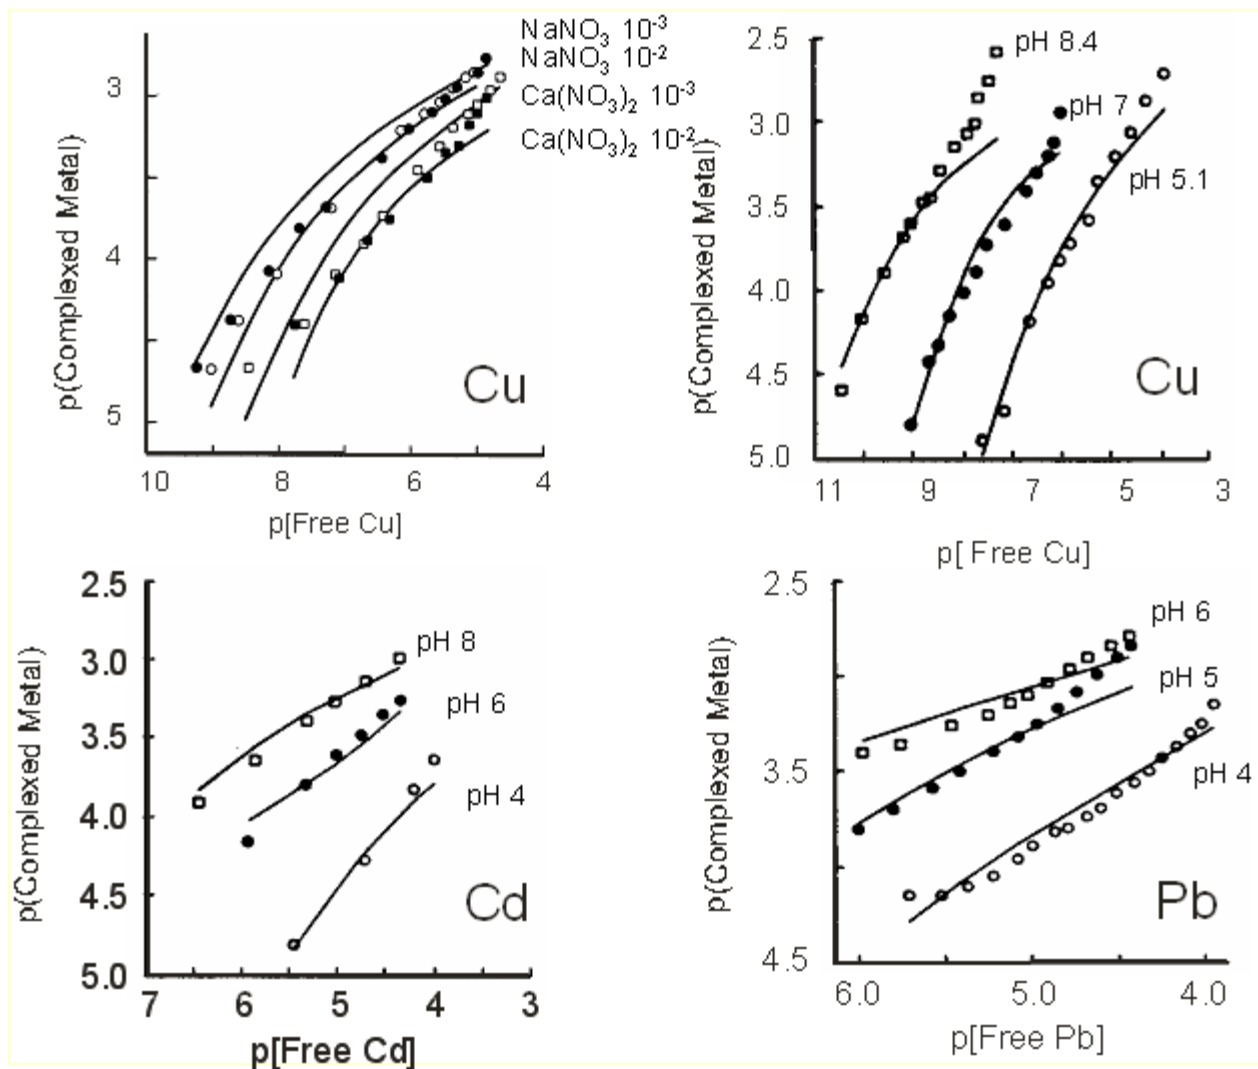 NaNO₃ 10⁻³
NaNO₃ 10⁻²
Ca(NO₃)₂ 10⁻³
Ca(NO₃)₂ 10⁻²
p(Complexed Metal)
3
4
5
Cu
10
8
6
4
p[Free Cu]
2.5
3.0
3.5
4.0
4.5
5.0
p(Complexed Metal)
pH 8.4
pH 7
pH 5.1
Cu
11
9
7
5
3
p[ Free Cu]
2.5
3.0
3.5
4.0
4.5
5.0
p(Complexed Metal)
pH 8
pH 6
pH 4
Cd
7
6
5
4
3
p[Free Cd]
2.5
3.5
4.5
p(Complexed Metal)
pH 6
pH 5
pH 4
Pb
6.0
5.0
4.0
p[Free Pb]